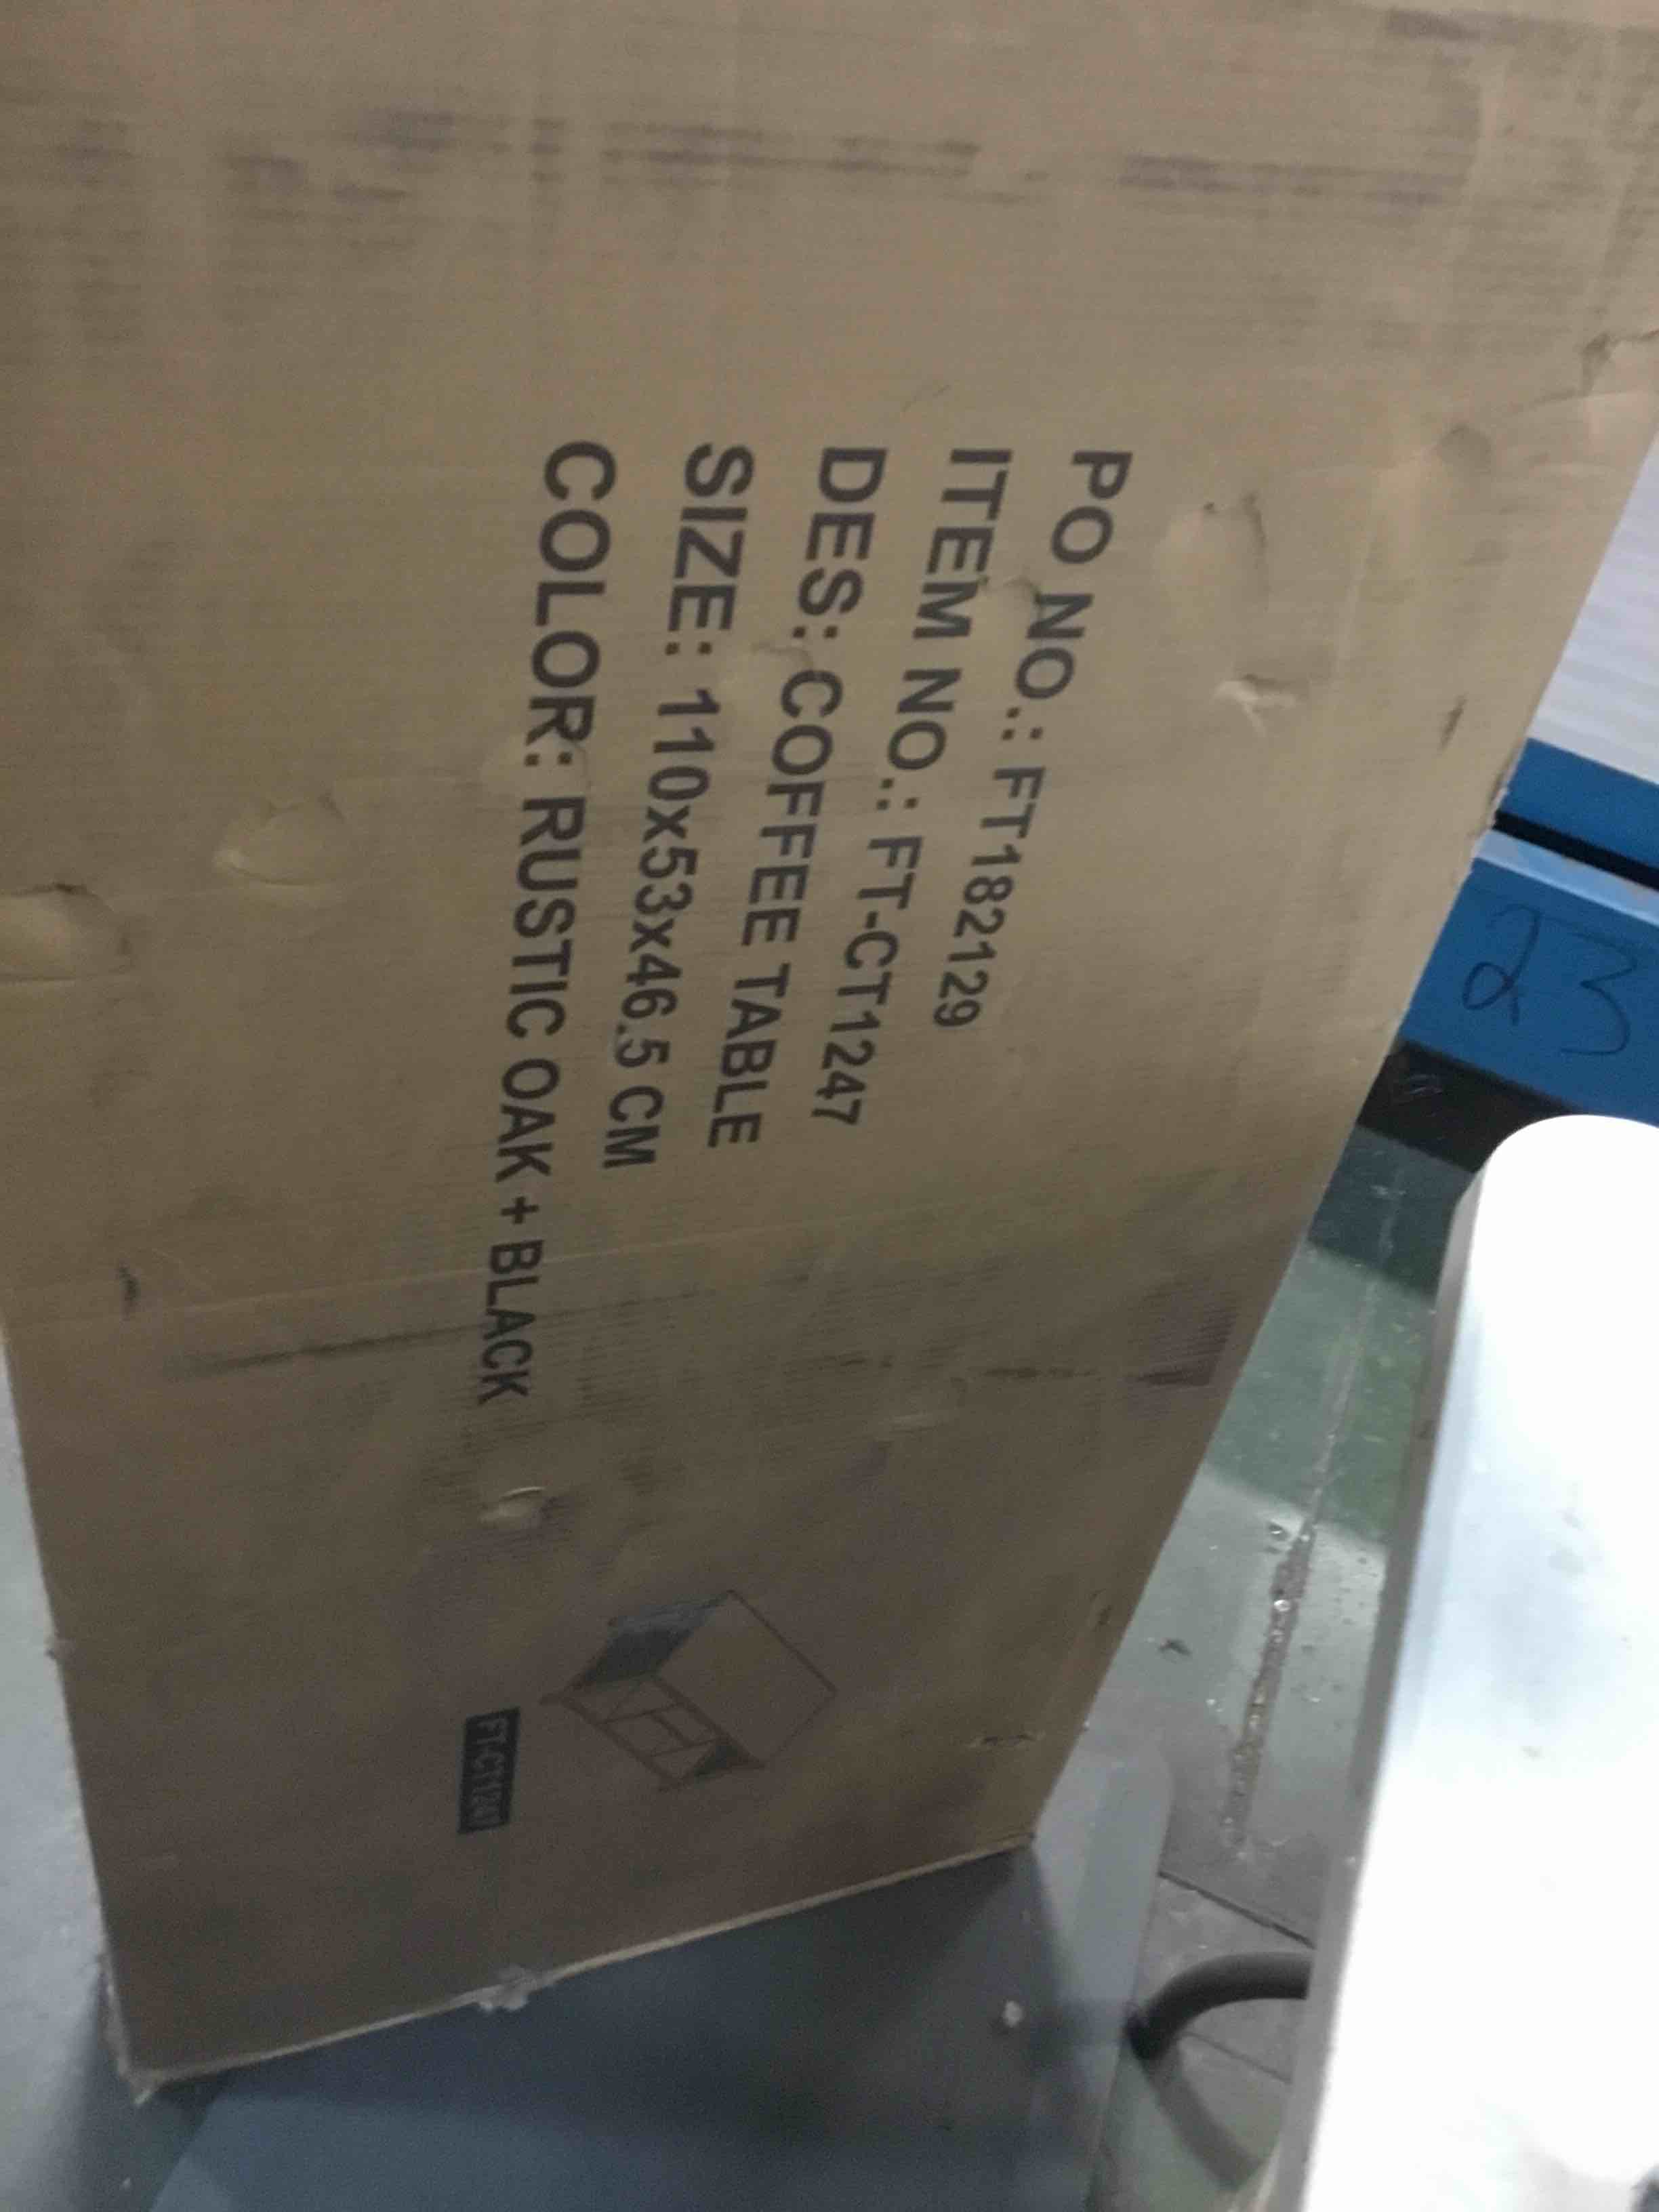 PO NO.: FT182129
ITEM NO.: FT-CT1247
DES: COFFEE TABLE
SIZE: 110x53x46.5 CM
COLOR: RUSTIC OAK + BLACK
23